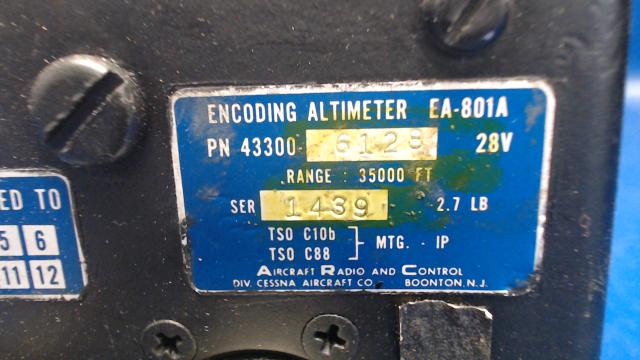 ENCODING ALTIMETER EA-801A
PN 43300- 6128 28V
RANGE : 35000 FT
SER 1439 2.7 LB
TSO C10b } MTG. - IP
TSO C88
AIRCRAFT RADIO AND CONTROL
DIV. CESSNA AIRCRAFT CO. BOONTON, N.J.
ED TO
5 6
11 12